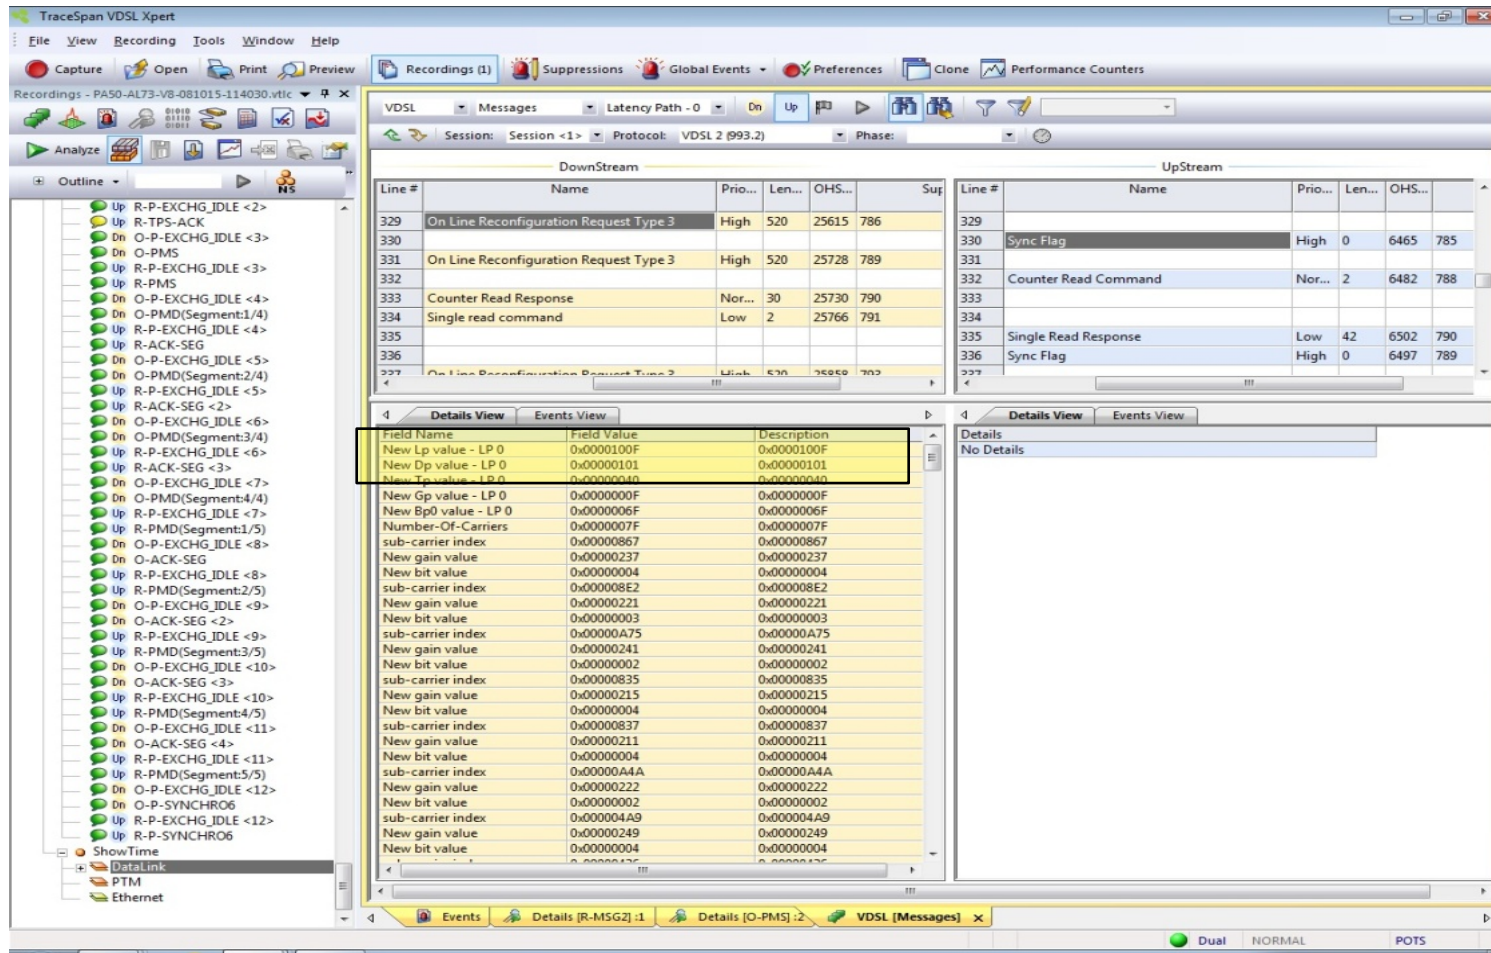 TraceSpan VDSL Xpert
File View Recording Tools Window Help
Capture Open Print Preview Recordings (1) Suppressions Global Events Preferences Clone Performance Counters
Recordings - PA50-AL73-V8-081015-114030.vtlc
VDSL Messages Latency Path - 0 Dn Up
Session: Session <1> Protocol: VDSL 2 (993.2) Phase:
Analyze
Outline NS
Up R-P-EXCHG_IDLE <2>
Up R-TPS-ACK
Dn O-P-EXCHG_IDLE <3>
Dn O-PMS
Up R-P-EXCHG_IDLE <3>
Up R-PMS
Dn O-P-EXCHG_IDLE <4>
Dn O-PMD(Segment:1/4)
Up R-P-EXCHG_IDLE <4>
Up R-ACK-SEG
Dn O-P-EXCHG_IDLE <5>
Dn O-PMD(Segment:2/4)
Up R-P-EXCHG_IDLE <5>
Up R-ACK-SEG <2>
Dn O-P-EXCHG_IDLE <6>
Dn O-PMD(Segment:3/4)
Up R-P-EXCHG_IDLE <6>
Up R-ACK-SEG <3>
Dn O-P-EXCHG_IDLE <7>
Dn O-PMD(Segment:4/4)
Up R-P-EXCHG_IDLE <7>
Up R-PMD(Segment:1/5)
Dn O-P-EXCHG_IDLE <8>
Dn O-ACK-SEG
Up R-P-EXCHG_IDLE <8>
Up R-PMD(Segment:2/5)
Dn O-P-EXCHG_IDLE <9>
Dn O-ACK-SEG <2>
Up R-P-EXCHG_IDLE <9>
Up R-PMD(Segment:3/5)
Dn O-P-EXCHG_IDLE <10>
Dn O-ACK-SEG <3>
Up R-P-EXCHG_IDLE <10>
Up R-PMD(Segment:4/5)
Dn O-P-EXCHG_IDLE <11>
Dn O-ACK-SEG <4>
Up R-P-EXCHG_IDLE <11>
Up R-PMD(Segment:5/5)
Dn O-P-EXCHG_IDLE <12>
Dn O-P-SYNCHRO6
Up R-P-EXCHG_IDLE <12>
Up R-P-SYNCHRO6
ShowTime
DataLink
PTM
Ethernet
DownStream
Line # Name Prio... Len... OHS... Sup
329 On Line Reconfiguration Request Type 3 High 520 25615 786
330
331 On Line Reconfiguration Request Type 3 High 520 25728 789
332
333 Counter Read Response Nor... 30 25730 790
334 Single read command Low 2 25766 791
335
336
337 On Line Reconfiguration Request Type 3 High 520 25858 793
UpStream
Line # Name Prio... Len... OHS...
329
330 Sync Flag High 0 6465 785
331
332 Counter Read Command Nor... 2 6482 788
333
334
335 Single Read Response Low 42 6502 790
336 Sync Flag High 0 6497 789
337
Details View Events View
Field Name Field Value Description
New Lp value - LP 0 0x0000100F 0x0000100F
New Dp value - LP 0 0x00000101 0x00000101
New Tp value - LP 0 0x00000040 0x00000040
New Gp value - LP 0 0x0000000F 0x0000000F
New Bp0 value - LP 0 0x0000006F 0x0000006F
Number-Of-Carriers 0x0000007F 0x0000007F
sub-carrier index 0x00000867 0x00000867
New gain value 0x00000237 0x00000237
New bit value 0x00000004 0x00000004
sub-carrier index 0x000008E2 0x000008E2
New gain value 0x00000221 0x00000221
New bit value 0x00000003 0x00000003
sub-carrier index 0x00000A75 0x00000A75
New gain value 0x00000241 0x00000241
New bit value 0x00000002 0x00000002
sub-carrier index 0x00000835 0x00000835
New gain value 0x00000215 0x00000215
New bit value 0x00000004 0x00000004
sub-carrier index 0x00000837 0x00000837
New gain value 0x00000211 0x00000211
New bit value 0x00000004 0x00000004
sub-carrier index 0x00000A4A 0x00000A4A
New gain value 0x00000222 0x00000222
New bit value 0x00000002 0x00000002
sub-carrier index 0x000004A9 0x000004A9
New gain value 0x00000249 0x00000249
New bit value 0x00000004 0x00000004
Details View Events View
Details
No Details
Events Details [R-MSG2] :1 Details [O-PMS] :2 VDSL [Messages]
Dual NORMAL POTS